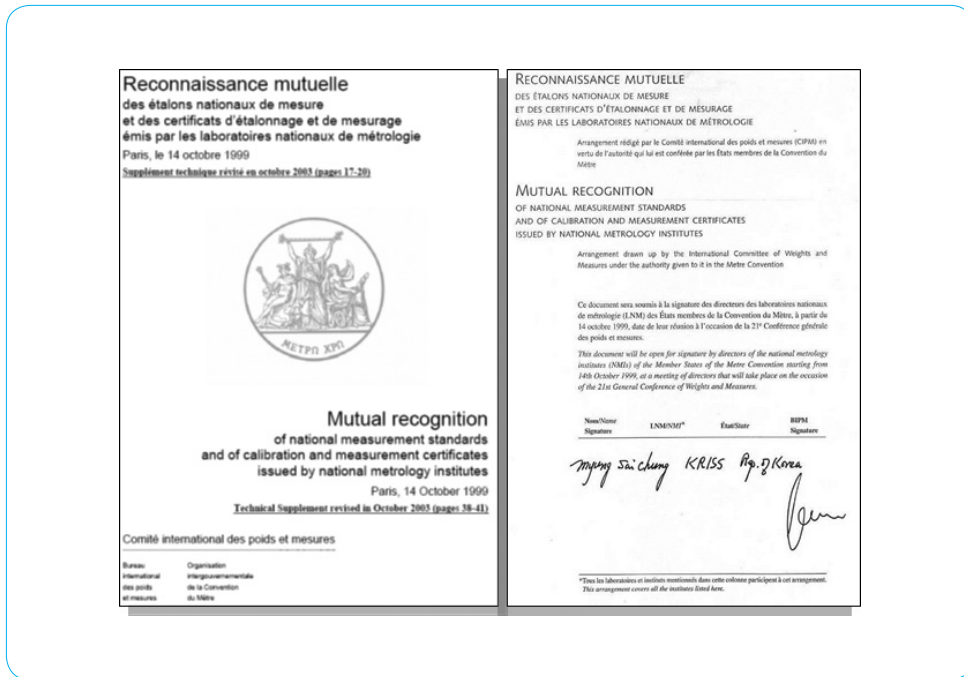 Reconnaissance mutuelle
des étalons nationaux de mesure
et des certificats d'étalonnage et de mesurage
émis par les laboratoires nationaux de métrologie
Paris, le 14 octobre 1999
Supplément technique révisé en octobre 2003 (pages 17-20)
ΜΕΤΡΩ ΧΡΩ
Mutual recognition
of national measurement standards
and of calibration and measurement certificates
issued by national metrology institutes
Paris, 14 October 1999
Technical Supplement revised in October 2003 (pages 38-41)
Comité international des poids et mesures
Bureau
international
des poids
et mesures
Organisation
intergouvernementale
de la Convention
du Mètre
RECONNAISSANCE MUTUELLE
DES ÉTALONS NATIONAUX DE MESURE
ET DES CERTIFICATS D'ÉTALONNAGE ET DE MESURAGE
ÉMIS PAR LES LABORATOIRES NATIONAUX DE MÉTROLOGIE
Arrangement rédigé par le Comité international des poids et mesures (CIPM) en
vertu de l'autorité qui lui est conférée par les États membres de la Convention du
Mètre
MUTUAL RECOGNITION
OF NATIONAL MEASUREMENT STANDARDS
AND OF CALIBRATION AND MEASUREMENT CERTIFICATES
ISSUED BY NATIONAL METROLOGY INSTITUTES
Arrangement drawn up by the International Committee of Weights and
Measures under the authority given to it in the Metre Convention
Ce document sera soumis à la signature des directeurs des laboratoires nationaux
de métrologie (LNM) des États membres de la Convention du Mètre, à partir du
14 octobre 1999, date de leur réunion à l'occasion de la 21e Conférence générale
des poids et mesures.
This document will be open for signature by directors of the national metrology
institutes (NMIs) of the Member States of the Metre Convention starting from
14th October 1999, at a meeting of directors that will take place on the occasion
of the 21st General Conference of Weights and Measures.
Nom/Name LNM/NMI* État/State BIPM
Signature Signature
Myung Sai Chung KRISS Rep. of Korea
*Tous les laboratoires et instituts mentionnés dans cette colonne participent à cet arrangement.
This arrangement covers all the institutes listed here.